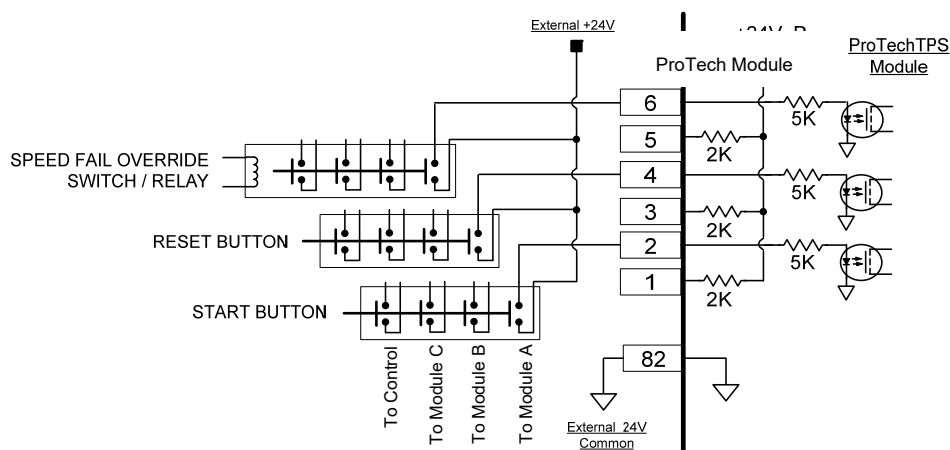 External +24V
ProTech Module
ProTechTPS
Module
6
5K
5
2K
SPEED FAIL OVERRIDE
SWITCH / RELAY
4
5K
3
2K
RESET BUTTON
2
5K
1
2K
START BUTTON
To Control
To Module C
To Module B
To Module A
82
External 24V
Common